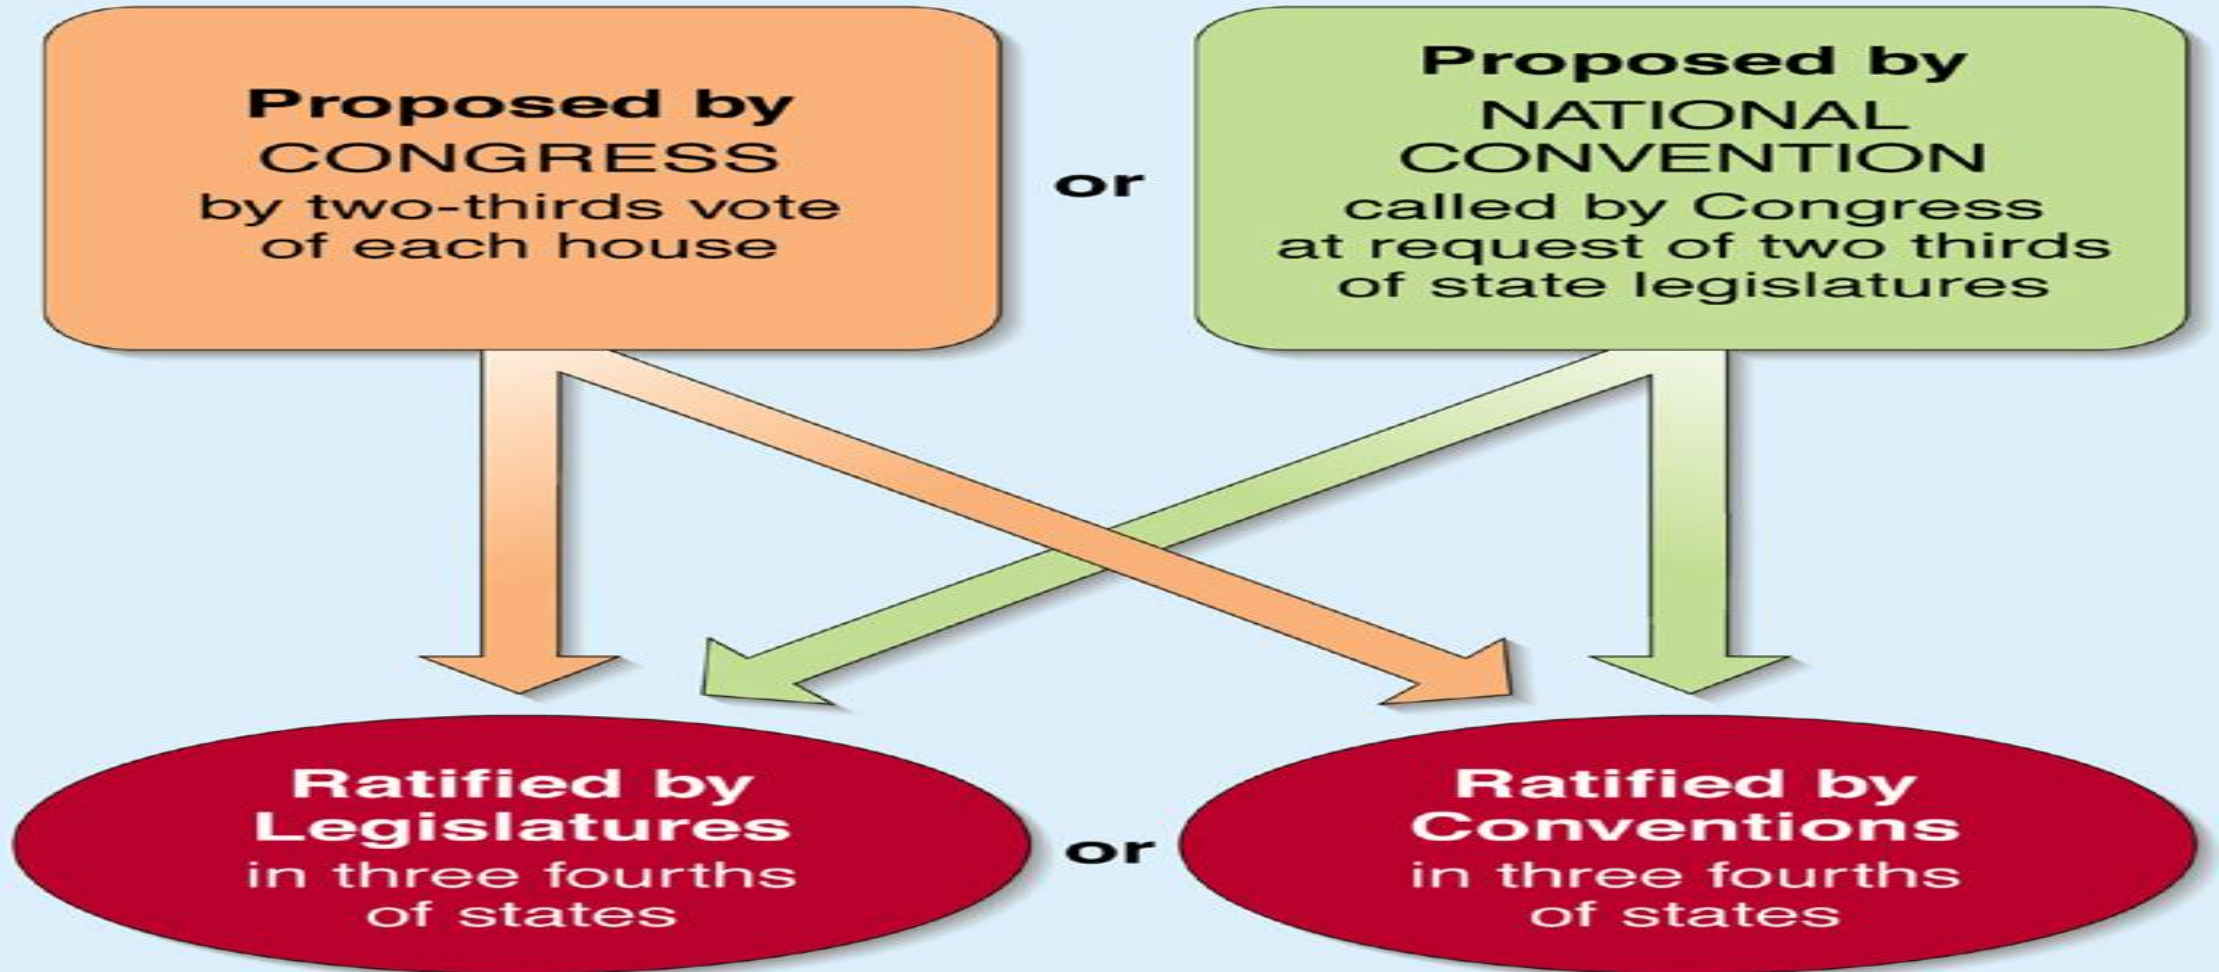 Proposed by
CONGRESS
by two-thirds vote
of each house
or
Proposed by
NATIONAL
CONVENTION
called by Congress
at request of two thirds
of state legislatures
Ratified by
Legislatures
in three fourths
of states
or
Ratified by
Conventions
in three fourths
of states